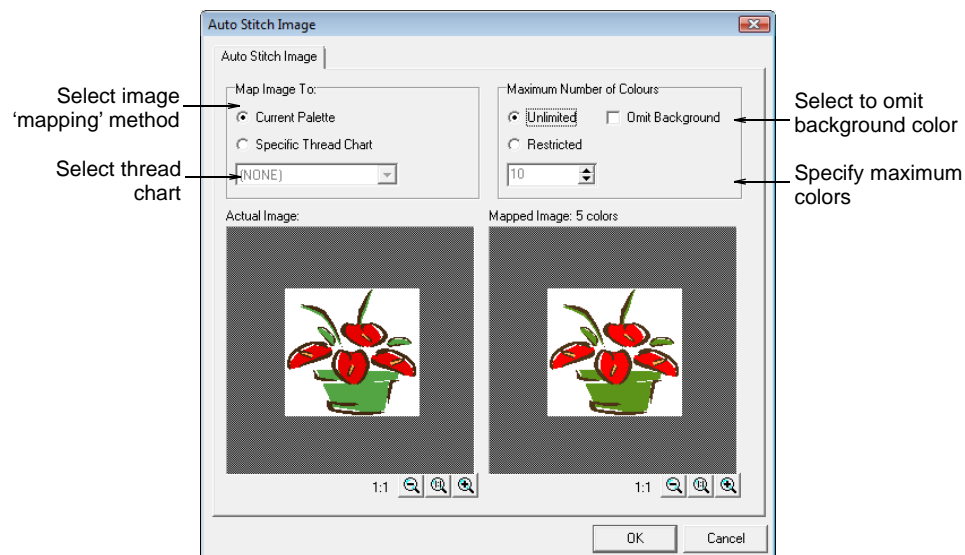 Auto Stitch Image
Auto Stitch Image
Select image
‘mapping’ method
Map Image To:
Current Palette
Specific Thread Chart
Select thread
chart
(NONE)
Maximum Number of Colours
Unlimited
Omit Background
Restricted
10
Select to omit
background color
Specify maximum
colors
Actual Image:
Mapped Image: 5 colors
1:1
1:1
OK
Cancel